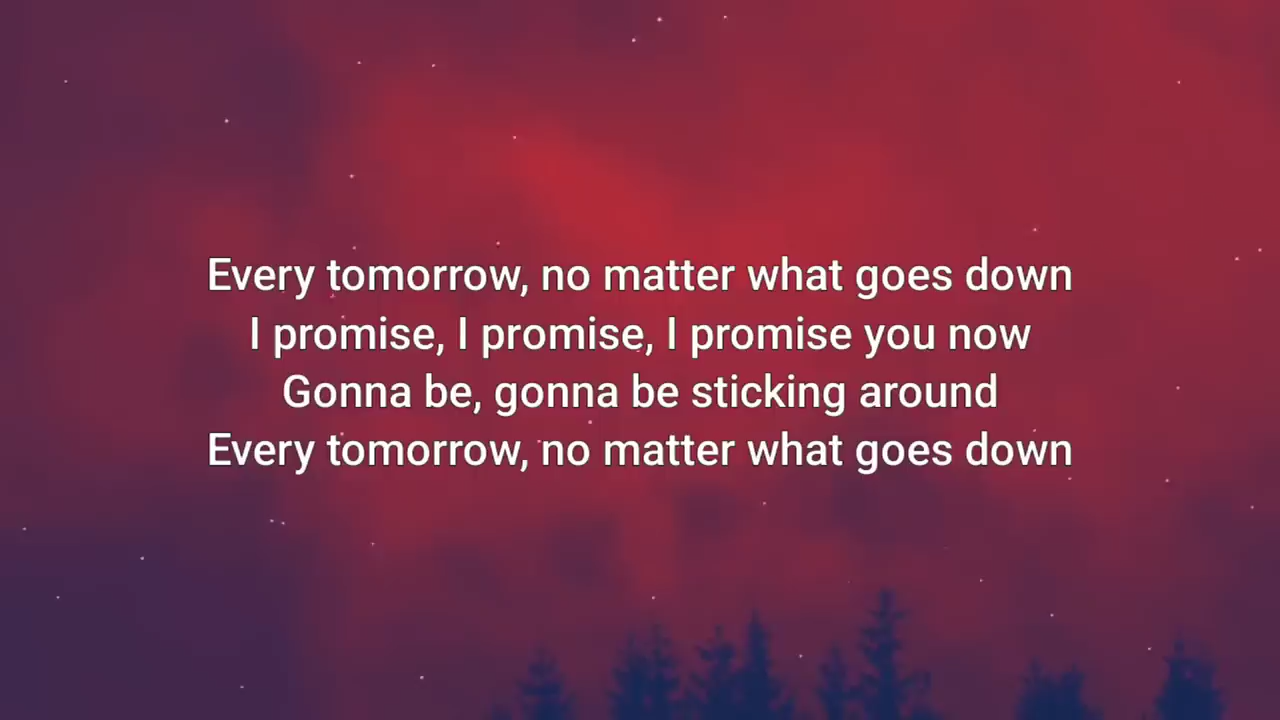 Every tomorrow, no matter what goes down
I promise, I promise, I promise you now
Gonna be, gonna be sticking around
Every tomorrow, no matter what goes down